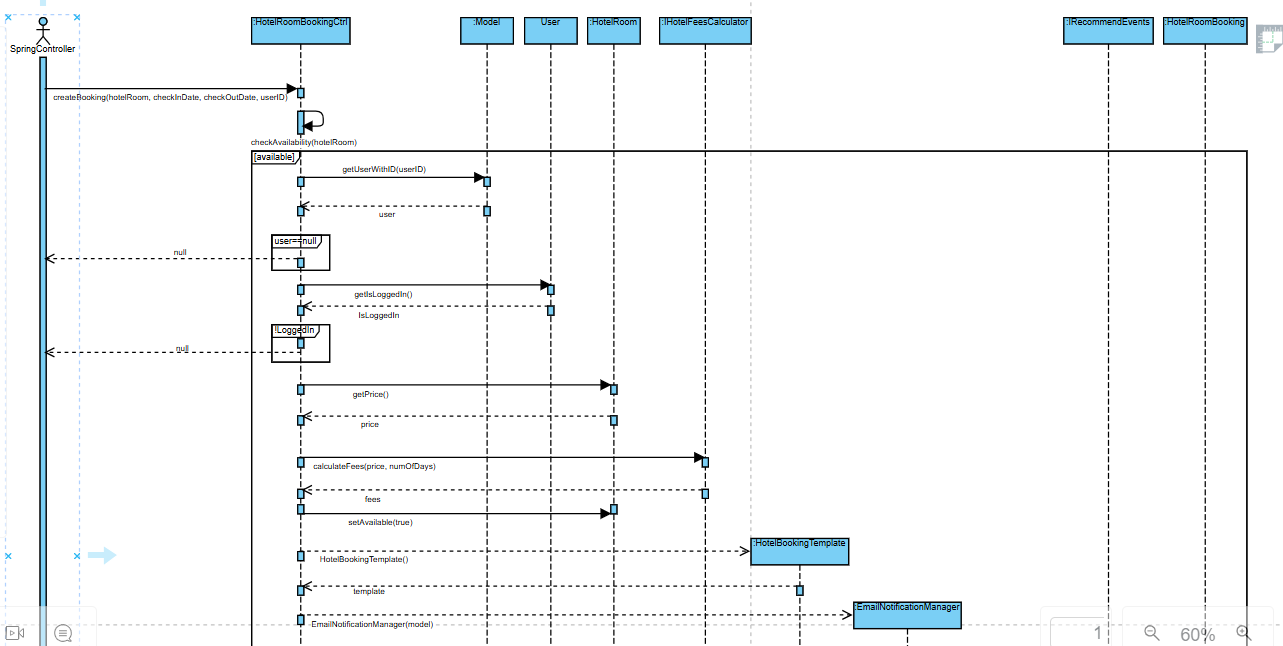 :HotelRoomBookingCtrl
:Model
User
:HotelRoom
:IHotelFeesCalculator
:IRecommendEvents
:HotelRoomBooking
SpringController
createBooking(hotelRoom, checkInDate, checkOutDate, userID)
checkAvailability(hotelRoom)
[available]
getUserWithID(userID)
user
user==null
null
getIsLoggedIn()
IsLoggedIn
!LoggedIn
null
getPrice()
price
calculateFees(price, numOfDays)
fees
setAvailable(true)
:HotelBookingTemplate
HotelBookingTemplate()
template
:EmailNotificationManager
EmailNotificationManager(model)
1
60%